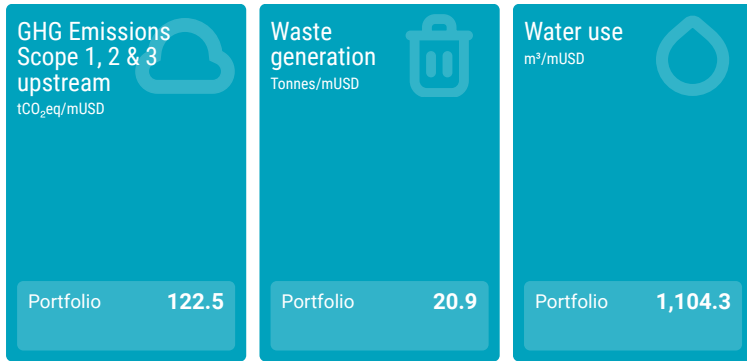 GHG Emissions
Scope 1, 2 & 3
upstream
tCO₂eq/mUSD
Portfolio 122.5
Waste
generation
Tonnes/mUSD
Portfolio 20.9
Water use
m³/mUSD
Portfolio 1,104.3